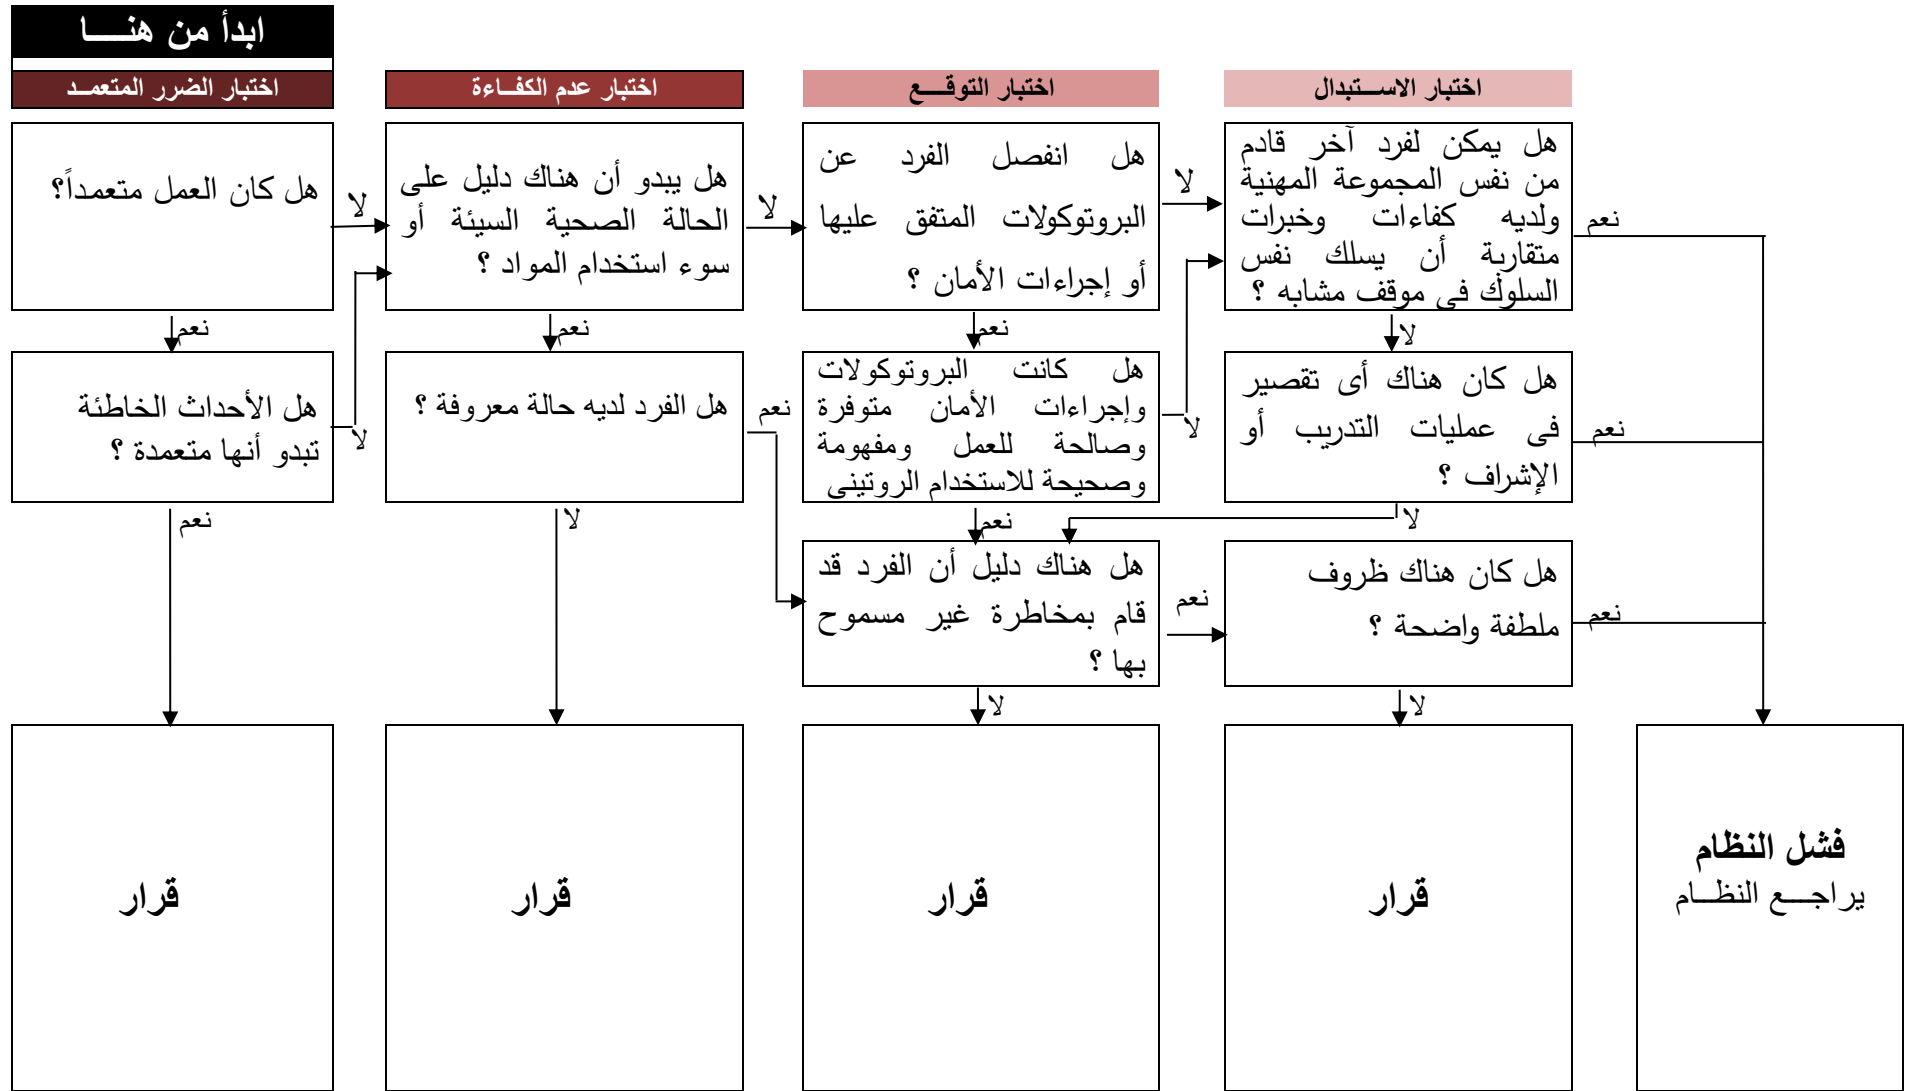 ابدأ من هنـــا
اختبار الضرر المتعمـد
هل كان العمل متعمداً؟
لا
نعم
هل الأحداث الخاطئة
تبدو أنها متعمدة ؟
لا
نعم
قرار
اختبار عدم الكفـاءة
هل يبدو أن هناك دليل على
الحالة الصحية السيئة أو
سوء استخدام المواد ؟
لا
نعم
هل الفرد لديه حالة معروفة ؟
نعم
لا
قرار
اختبار التوقـــع
هل انفصل الفرد عن
البروتوكولات المتفق عليها
أو إجراءات الأمان ؟
لا
نعم
هل كانت البروتوكولات
وإجراءات الأمان متوفرة
وصالحة للعمل ومفهومة
وصحيحة للاستخدام الروتينى
لا
نعم
هل هناك دليل أن الفرد قد
قام بمخاطرة غير مسموح
بها ؟
نعم
لا
قرار
اختبار الاســـتبدال
هل يمكن لفرد آخر قادم
من نفس المجموعة المهنية
ولديه كفاءات وخبرات
متقاربة أن يسلك نفس
السلوك فى موقف مشابه ؟
نعم
لا
هل كان هناك أى تقصير
فى عمليات التدريب أو
الإشراف ؟
نعم
لا
هل كان هناك ظروف
ملطفة واضحة ؟
نعم
لا
قرار
فشل النظام
يراجـــع النظـــام